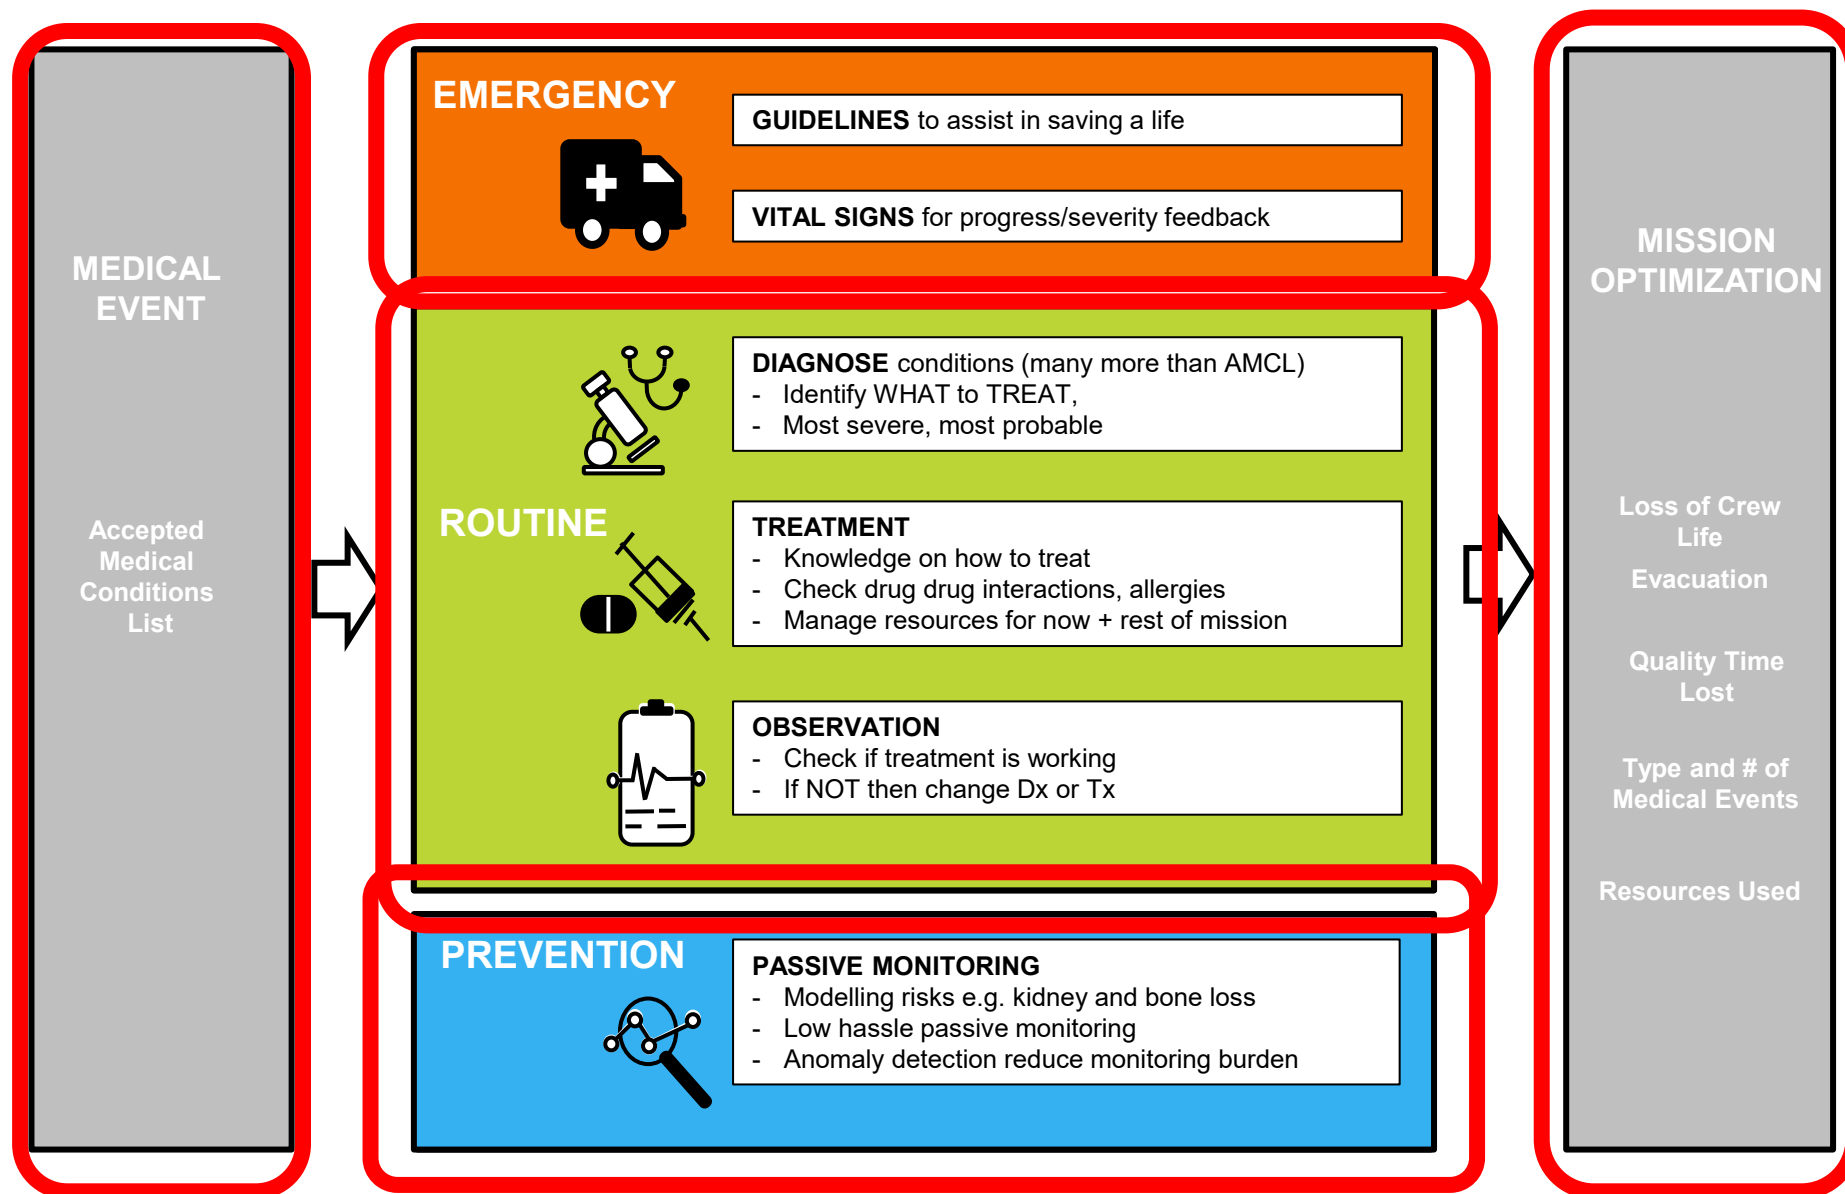 MEDICAL
EVENT
Accepted
Medical
Conditions
List
EMERGENCY
GUIDELINES to assist in saving a life
VITAL SIGNS for progress/severity feedback
ROUTINE
DIAGNOSE conditions (many more than AMCL)
- Identify WHAT to TREAT,
- Most severe, most probable
TREATMENT
- Knowledge on how to treat
- Check drug drug interactions, allergies
- Manage resources for now + rest of mission
OBSERVATION
- Check if treatment is working
- If NOT then change Dx or Tx
PREVENTION
PASSIVE MONITORING
- Modelling risks e.g. kidney and bone loss
- Low hassle passive monitoring
- Anomaly detection reduce monitoring burden
MISSION
OPTIMIZATION
Loss of Crew
Life
Evacuation
Quality Time
Lost
Type and # of
Medical Events
Resources Used